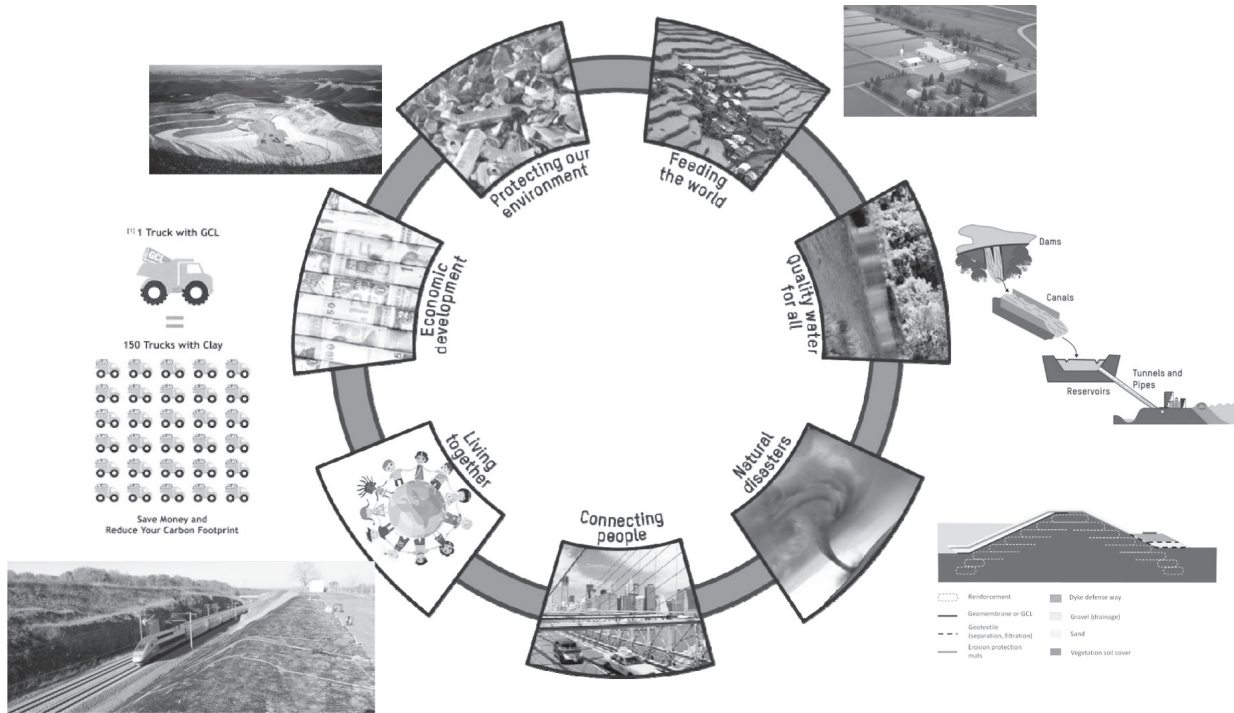 Protecting our
environment
Feeding
the world
Quality water
for all
Natural
disasters
Connecting
people
Living
together
Economic
development
[1] 1 Truck with GCL
GCL
=
150 Trucks with Clay
Save Money and
Reduce Your Carbon Footprint
Dams
Canals
Reservoirs
Tunnels and
Pipes
Reinforcement
Geomembrane or GCL
Geotextile
(separation, filtration)
Erosion protection
mats
Dyke defense way
Gravel (drainage)
Sand
Vegetation soil cover